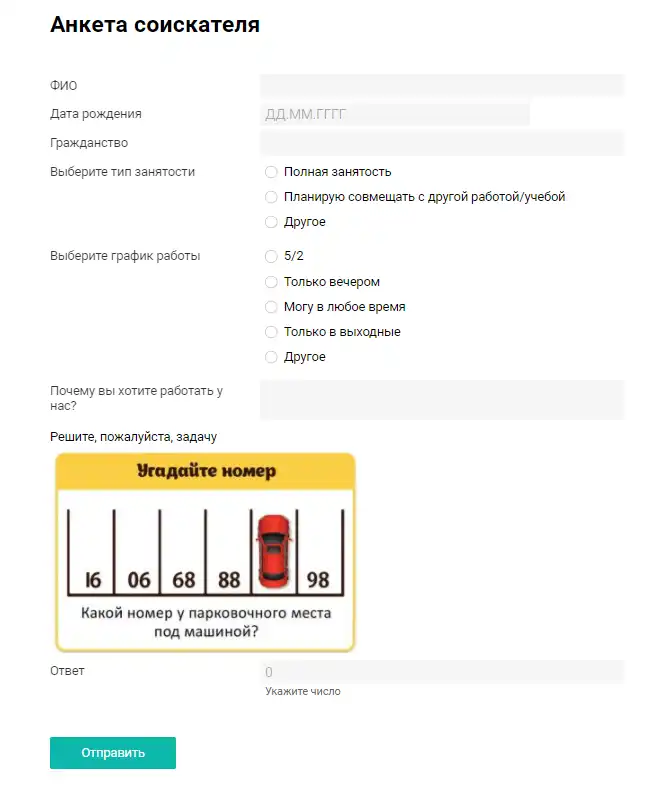 Анкета соискателя
ФИО
Дата рождения ДД.ММ.ГГГГ
Гражданство
Выберите тип занятости Полная занятость
Планирую совмещать с другой работой/учебой
Другое
Выберите график работы 5/2
Только вечером
Могу в любое время
Только в выходные
Другое
Почему вы хотите работать у
нас?
Решите, пожалуйста, задачу
Угадайте номер
16 06 68 88 98
Какой номер у парковочного места
под машиной?
Ответ 0
Укажите число
Отправить